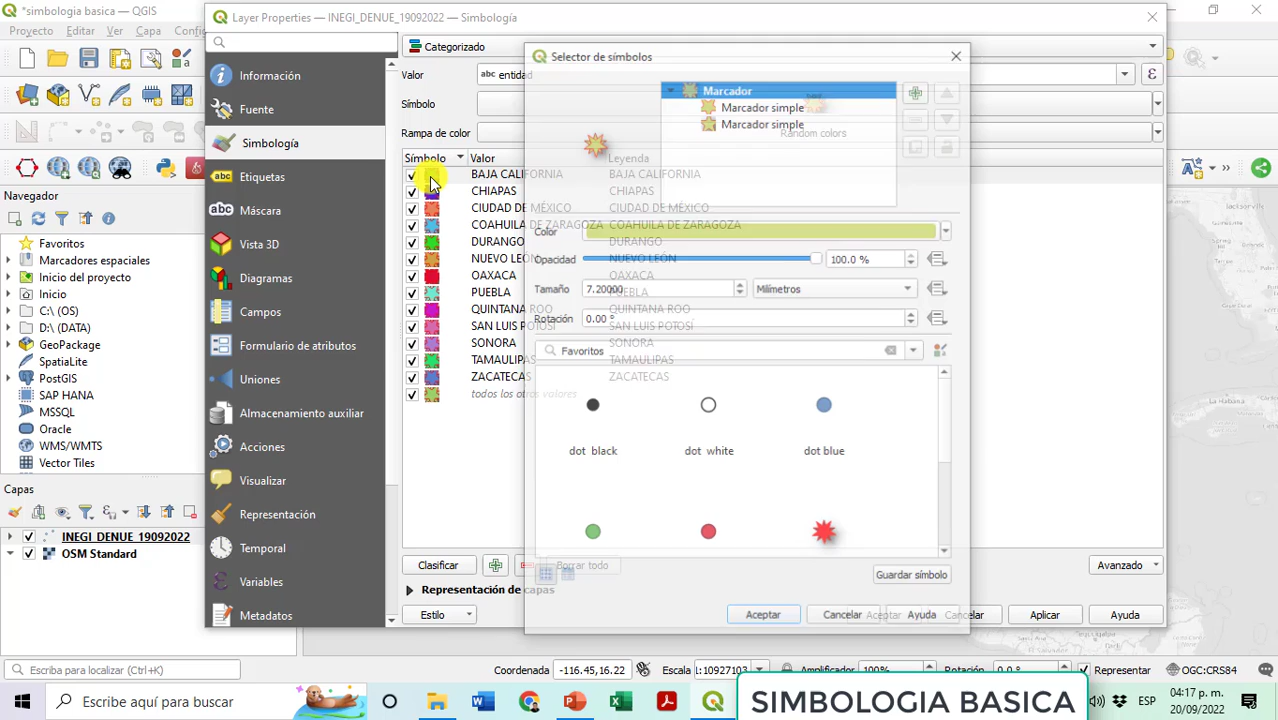 *simbologia basica — QGIS
Proyecto Editar Ver Capa
Layer Properties — INEGI_DENUE_19092022 — Simbología
Información
Fuente
Simbología
Etiquetas
Máscara
Vista 3D
Diagramas
Campos
Formulario de atributos
Uniones
Almacenamiento auxiliar
Acciones
Visualizar
Representación
Temporal
Variables
Metadatos
Categorizado
Valor abc entidad ε
Símbolo
Rampa de color Random colors
Símbolo Valor Leyenda
BAJA CALIFORNIA BAJA CALIFORNIA
CHIAPAS CHIAPAS
CIUDAD DE MÉXICO CIUDAD DE MÉXICO
COAHUILA DE ZARAGOZA COAHUILA DE ZARAGOZA
DURANGO DURANGO
NUEVO LEÓN NUEVO LEÓN
OAXACA OAXACA
PUEBLA PUEBLA
QUINTANA ROO QUINTANA ROO
SAN LUIS POTOSÍ SAN LUIS POTOSÍ
SONORA SONORA
TAMAULIPAS TAMAULIPAS
ZACATECAS ZACATECAS
todos los otros valores
Clasificar Borrar todo Avanzado
Representación de capas
Estilo Aceptar Cancelar Aplicar Ayuda
Selector de símbolos
Marcador
Marcador simple
Marcador simple
Color
Opacidad 100.0 %
Tamaño 7.20000 Milímetros
Rotación 0.00 °
Favoritos
dot black dot white dot blue
Guardar símbolo
Aceptar Cancelar Ayuda
Navegador
Favoritos
Marcadores espaciales
Inicio del proyecto
Inicio
C:\ (OS)
D:\ (DATA)
GeoPackage
SpatiaLite
PostGIS
SAP HANA
MSSQL
Oracle
WMS/WMTS
Vector Tiles
Capas
INEGI_DENUE_19092022
OSM Standard
Escriba para localizar (Ctrl+K)
Coordenada -116.45,16.22 Escala :10927103 Amplificador 100% Rotación 0.0 ° Representar OGC:CRS84
SIMBOLOGIA BASICA
Escribe aquí para buscar
ESP
04:17 p. m.
20/09/2022